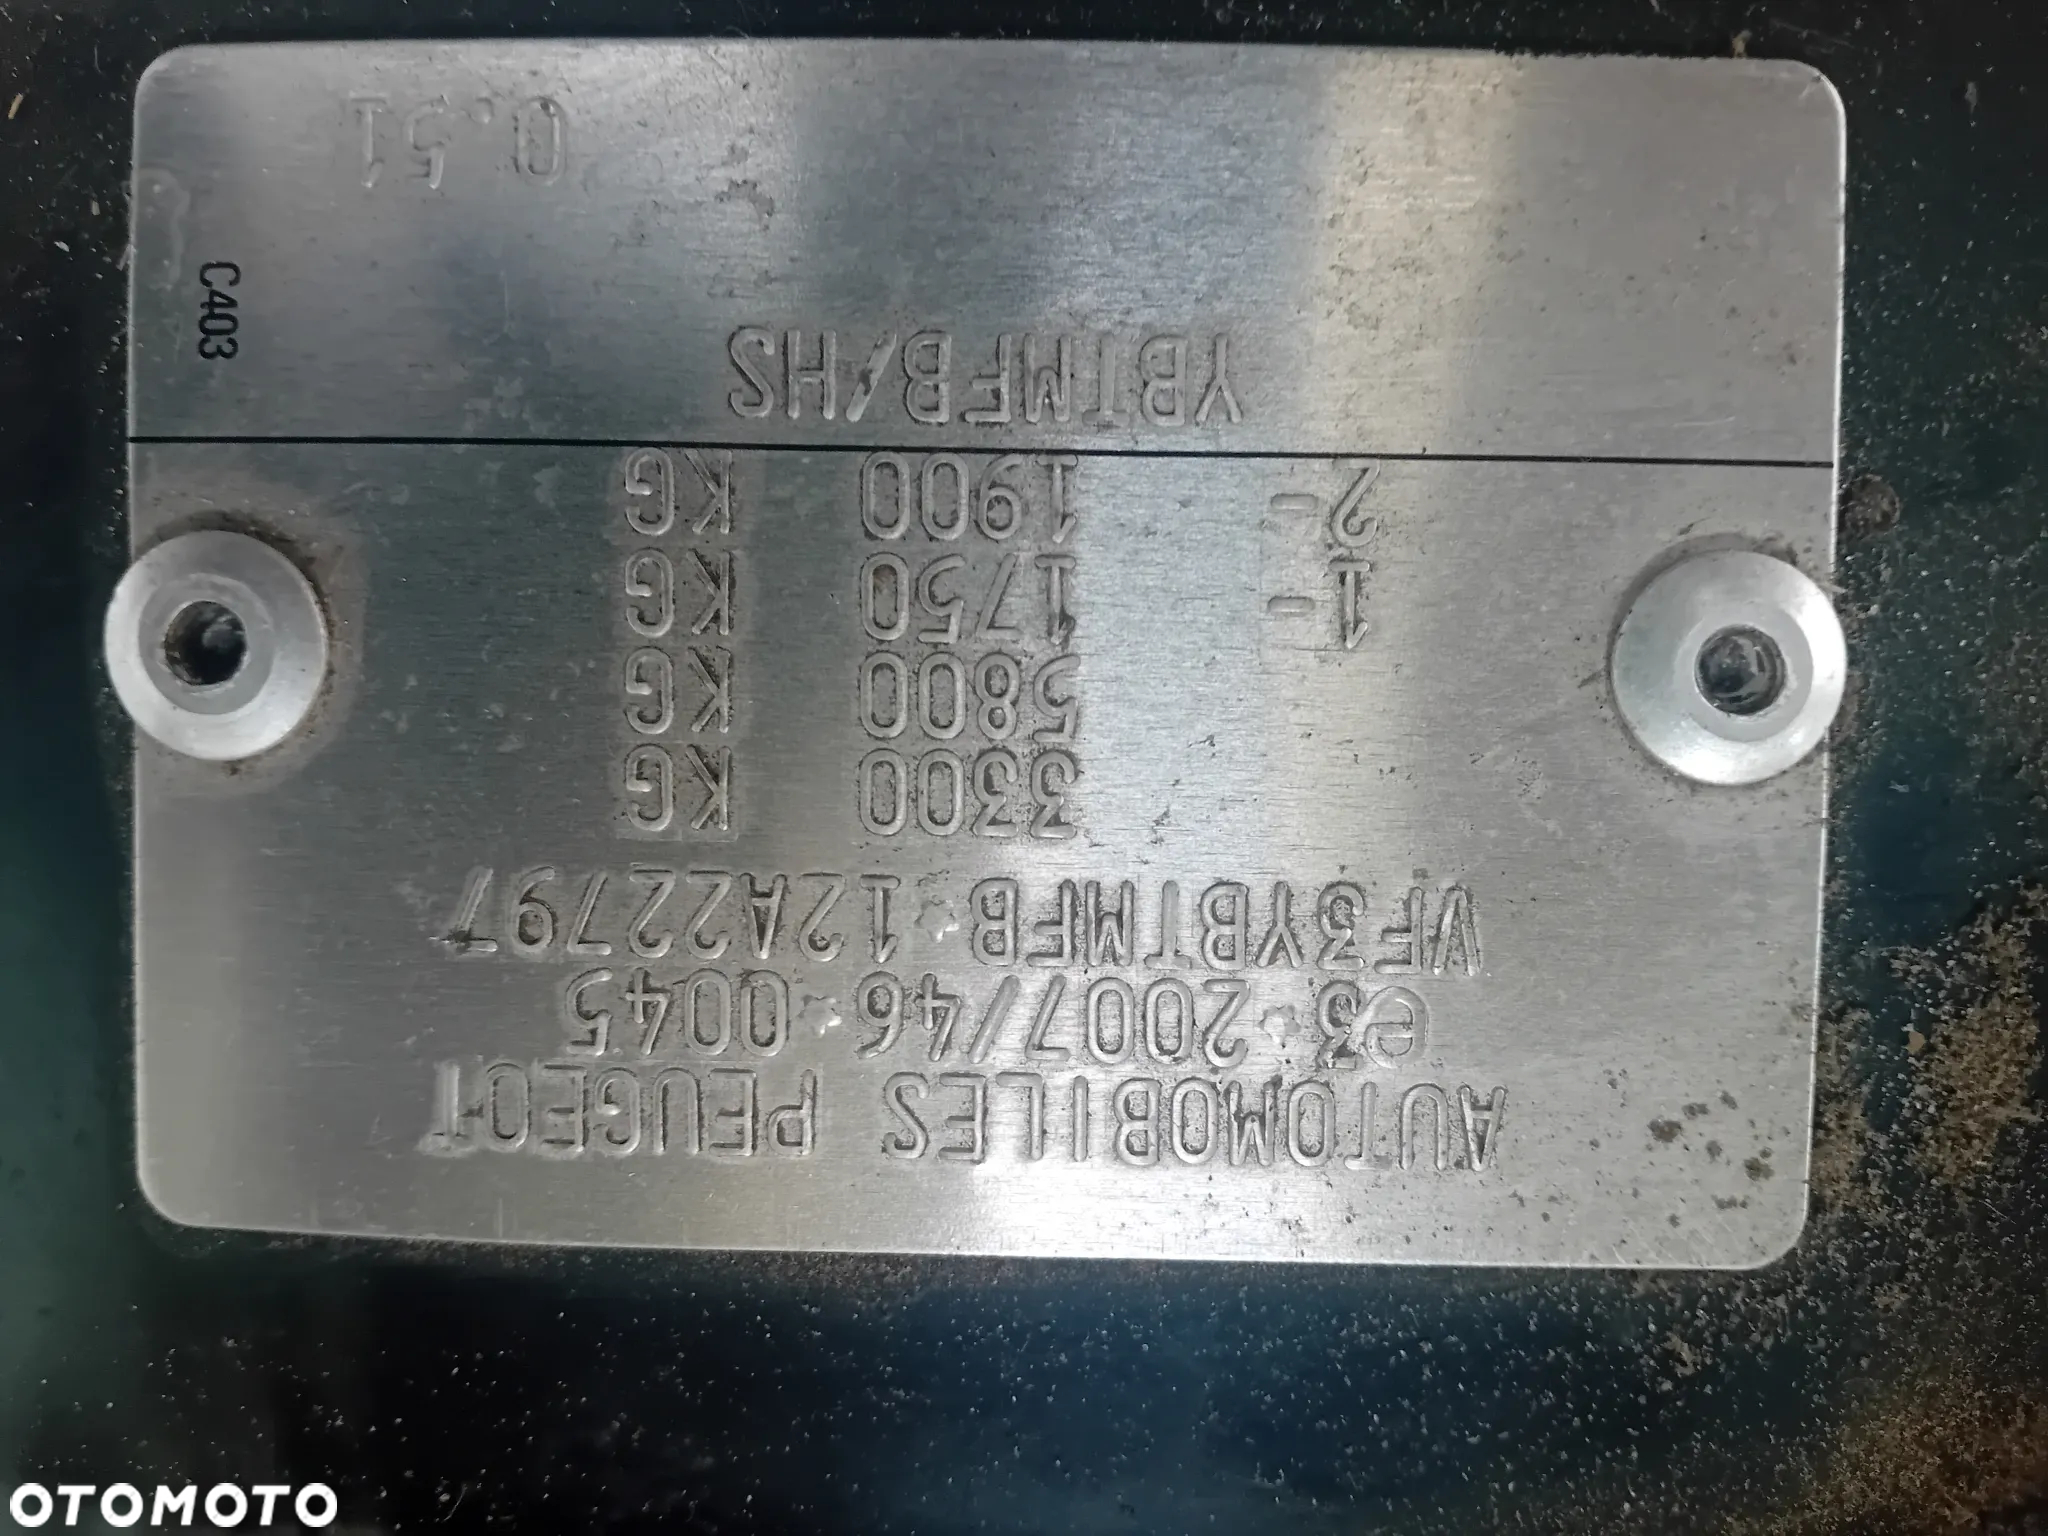 AUTOMOBILES PEUGEOT
e3*2007/46*0045
VF3YBTMFB*12A22797
3300 KG
5800 KG
1- 1750 KG
2- 1900 KG
YBTMFB/HS
0.51
C403
OTOMOTO